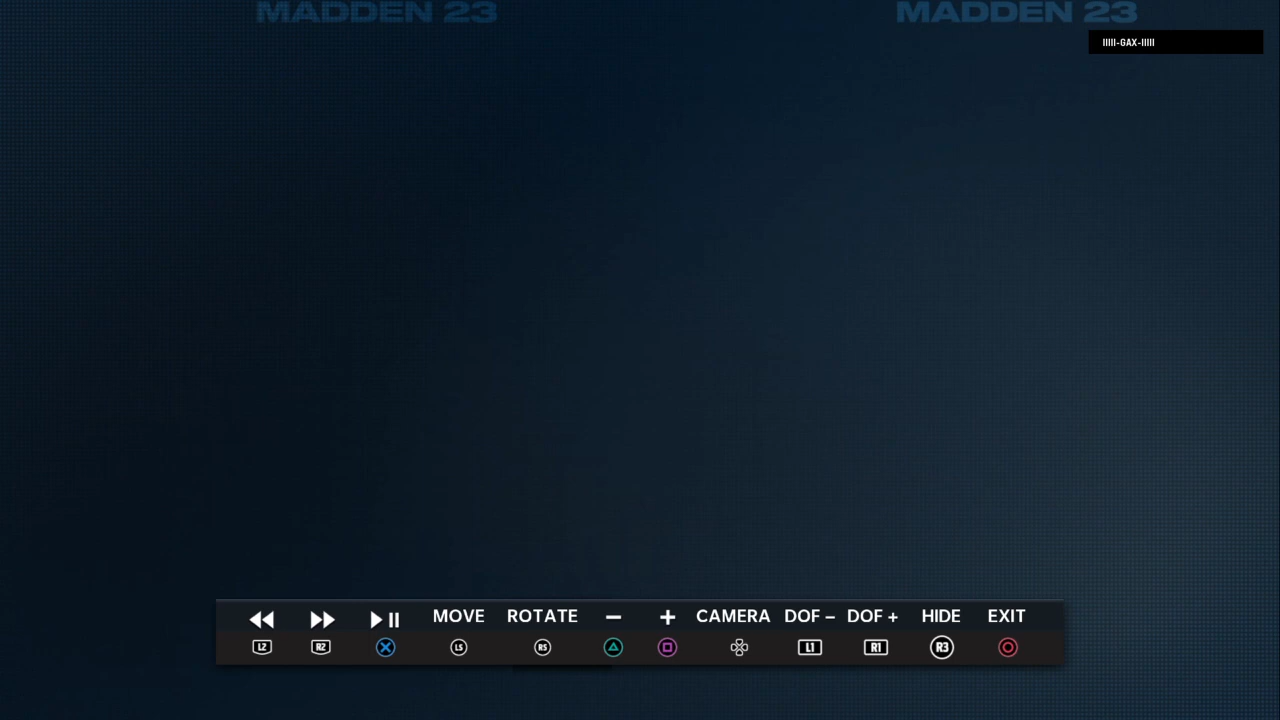 MADDEN 23 MADDEN 23
IIIII-GAX-IIIII
MOVE ROTATE − + CAMERA DOF − DOF + HIDE EXIT
L2 R2 LS RS L1 R1 R3